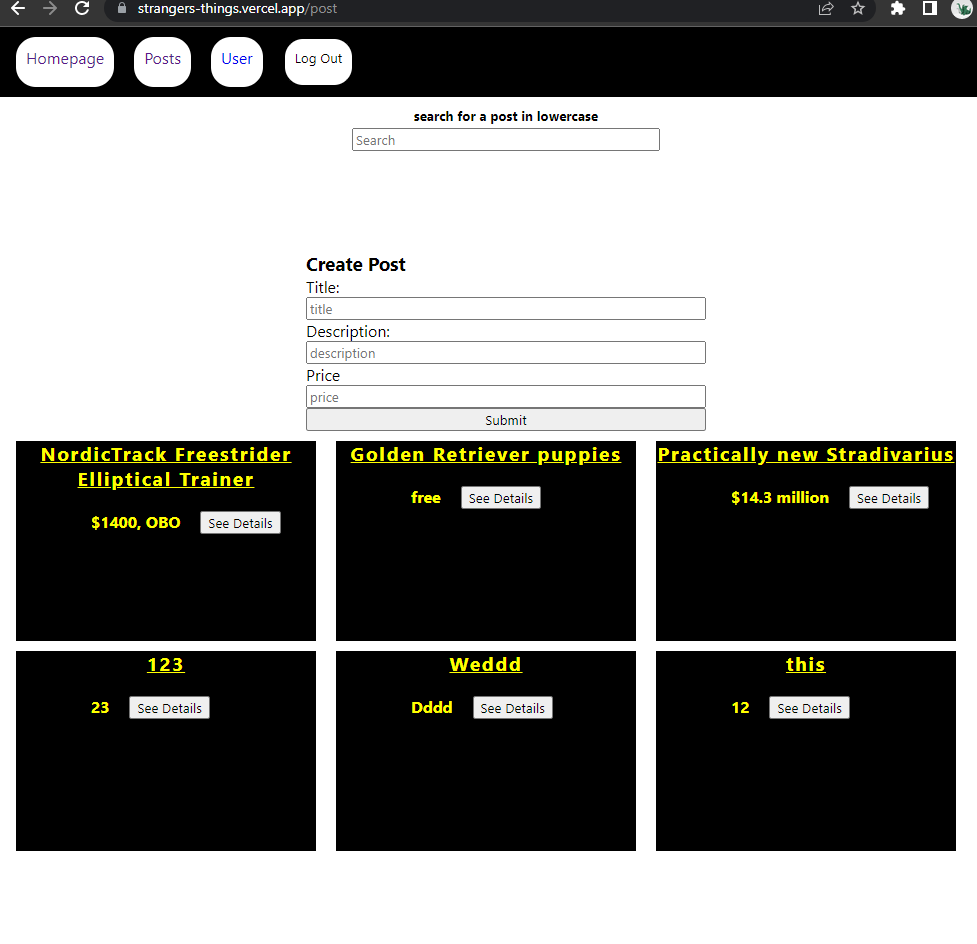 strangers-things.vercel.app/post
Homepage Posts User Log Out
search for a post in lowercase
Search
Create Post
Title:
title
Description:
description
Price
price
Submit
NordicTrack Freestrider
Elliptical Trainer
$1400, OBO See Details
Golden Retriever puppies
free See Details
Practically new Stradivarius
$14.3 million See Details
123
23 See Details
Weddd
Dddd See Details
this
12 See Details